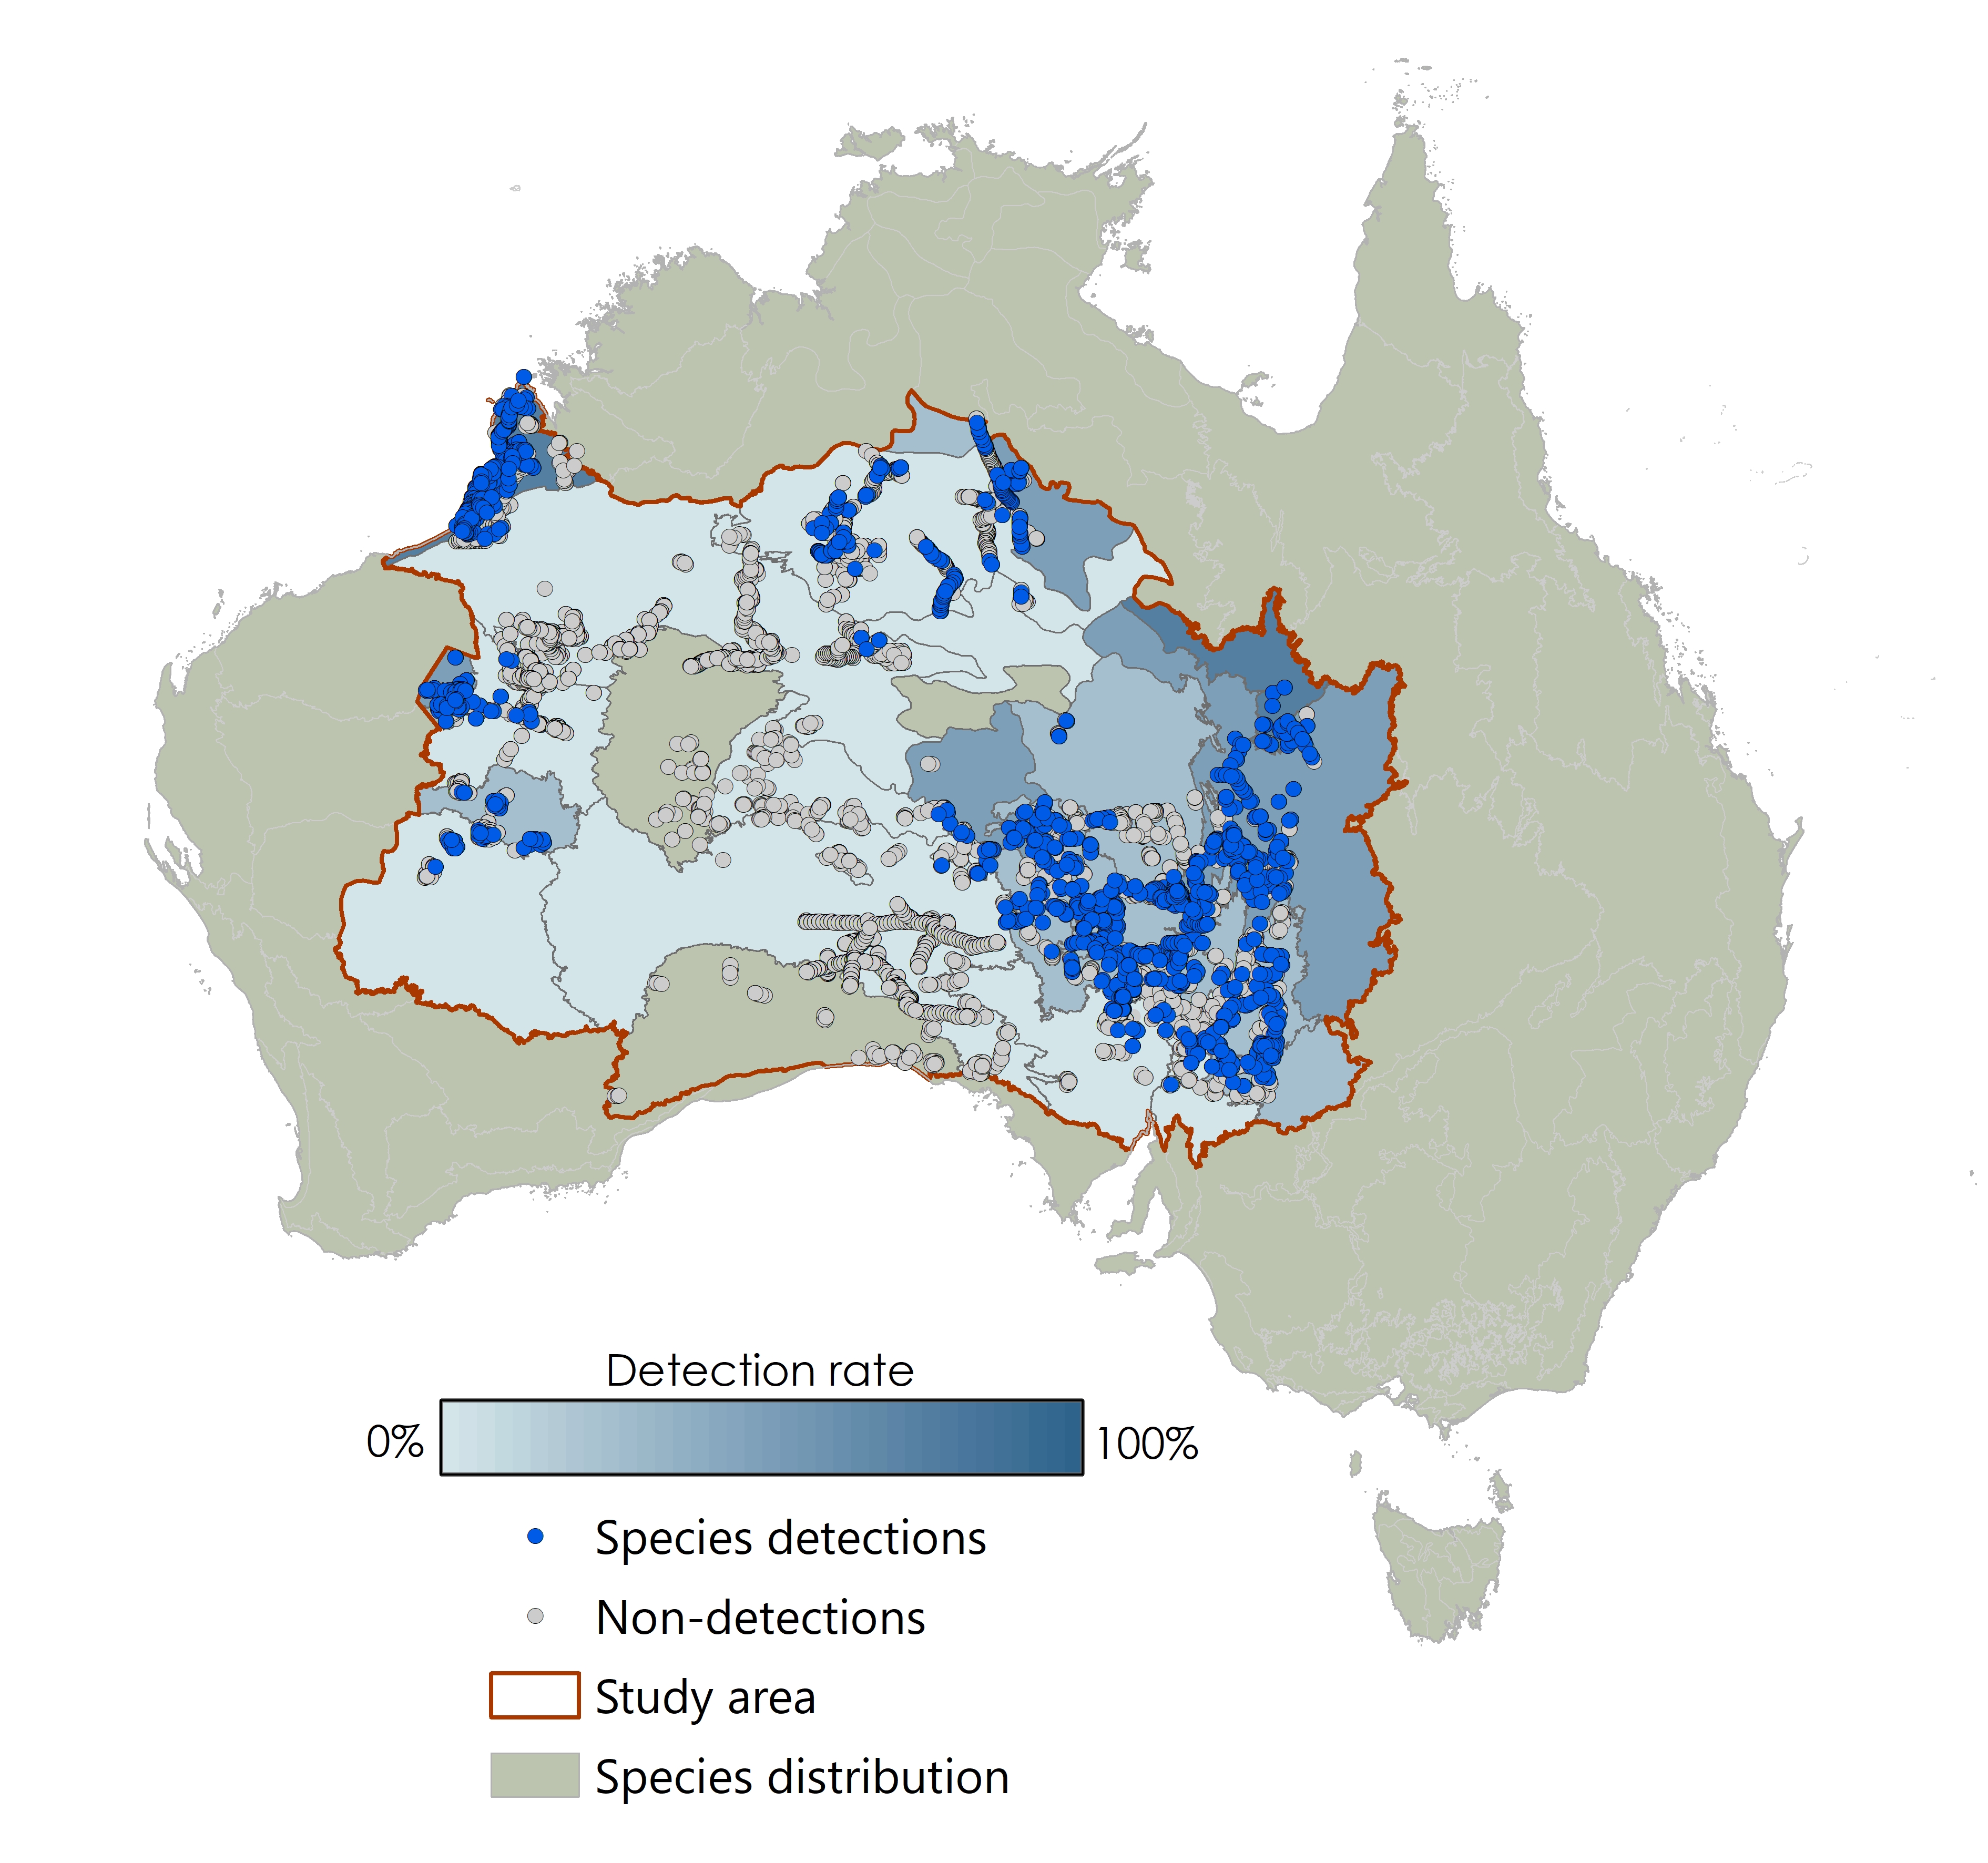 Detection rate
0%
100%
Species detections
Non-detections
Study area
Species distribution